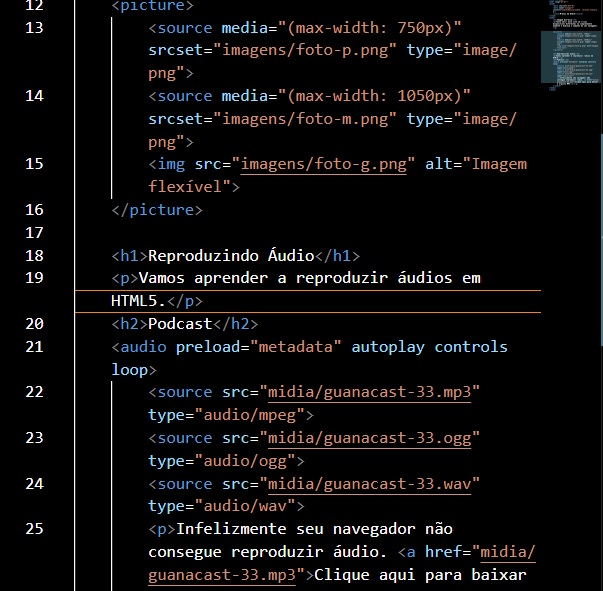 12 <picture>
13 <source media="(max-width: 750px)"
srcset="imagens/foto-p.png" type="image/
png">
14 <source media="(max-width: 1050px)"
srcset="imagens/foto-m.png" type="image/
png">
15 <img src="imagens/foto-g.png" alt="Imagem
flexível">
16 </picture>
17
18 <h1>Reproduzindo Áudio</h1>
19 <p>Vamos aprender a reproduzir áudios em
HTML5.</p>
20 <h2>Podcast</h2>
21 <audio preload="metadata" autoplay controls
loop>
22 <source src="midia/guanacast-33.mp3"
type="audio/mpeg">
23 <source src="midia/guanacast-33.ogg"
type="audio/ogg">
24 <source src="midia/guanacast-33.wav"
type="audio/wav">
25 <p>Infelizmente seu navegador não
consegue reproduzir áudio. <a href="midia/
guanacast-33.mp3">Clique aqui para baixar